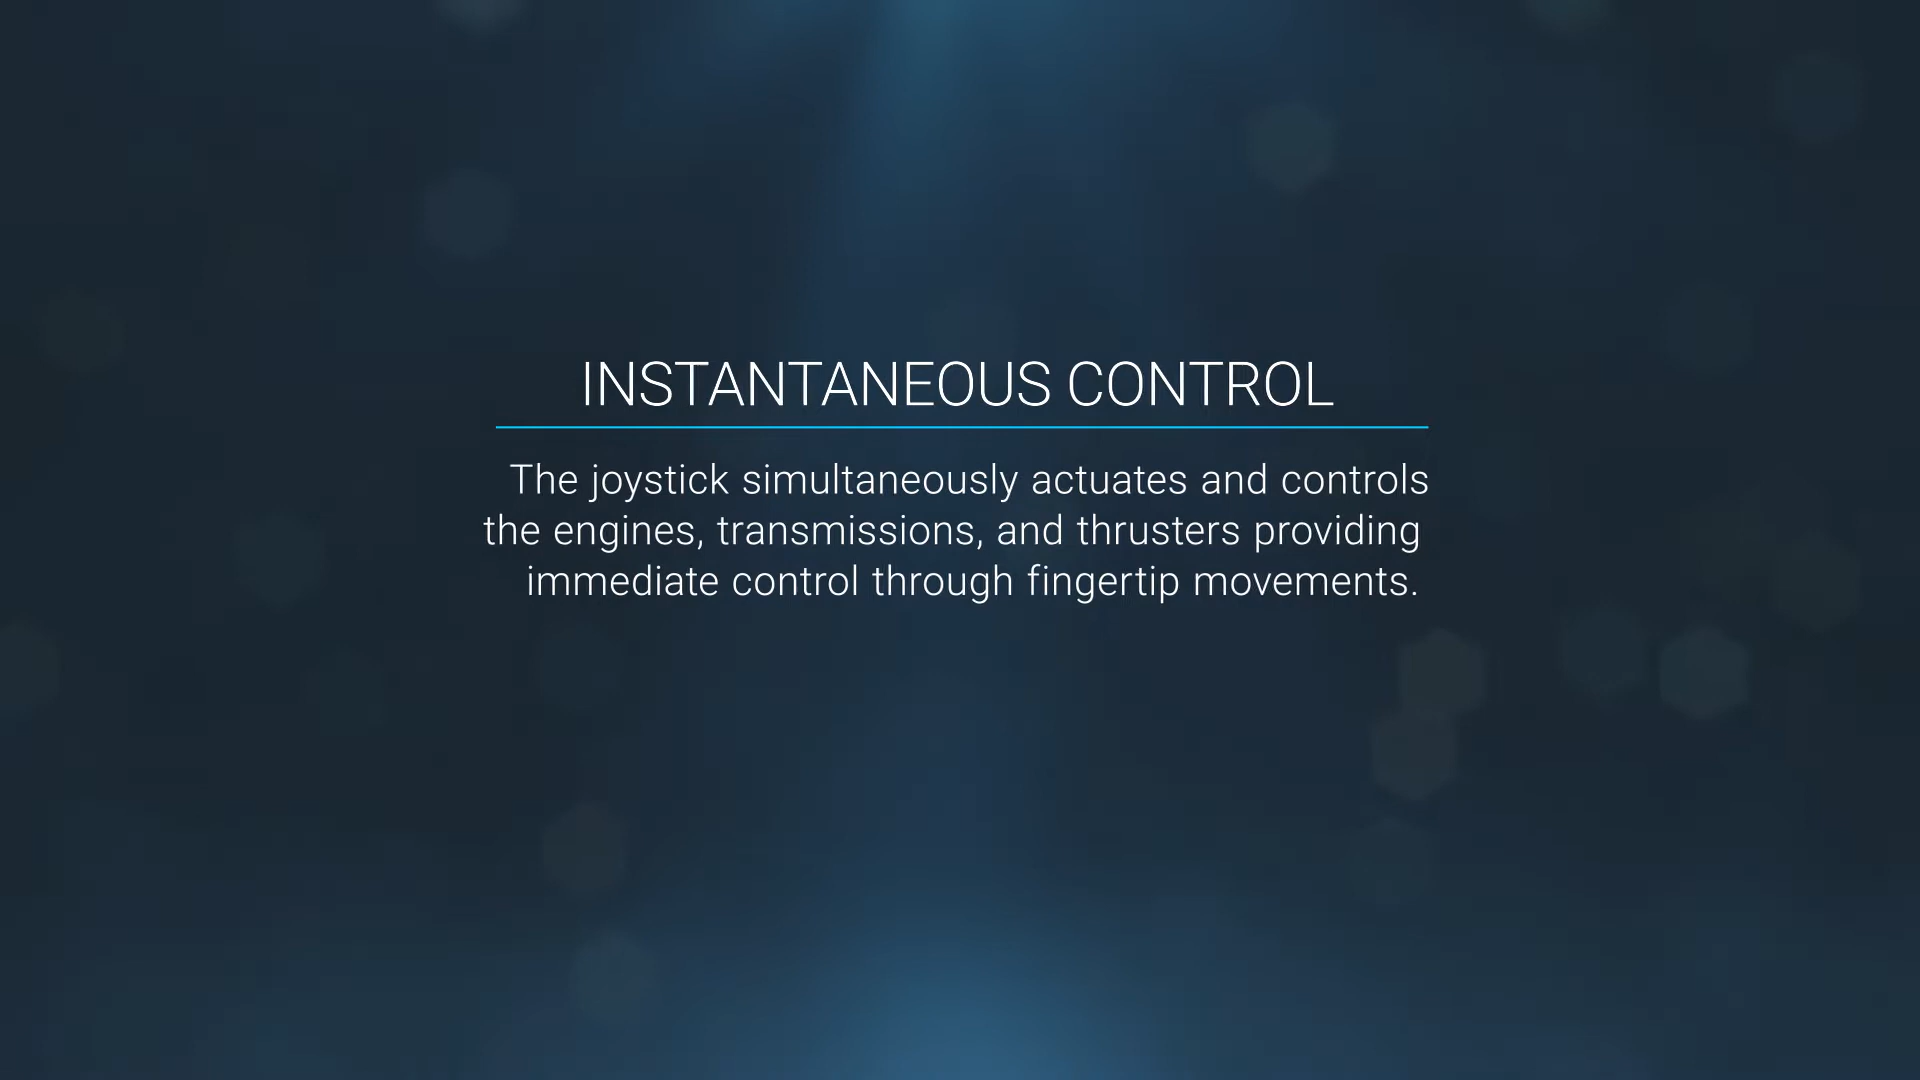 INSTANTANEOUS CONTROL
The joystick simultaneously actuates and controls
the engines, transmissions, and thrusters providing
immediate control through fingertip movements.